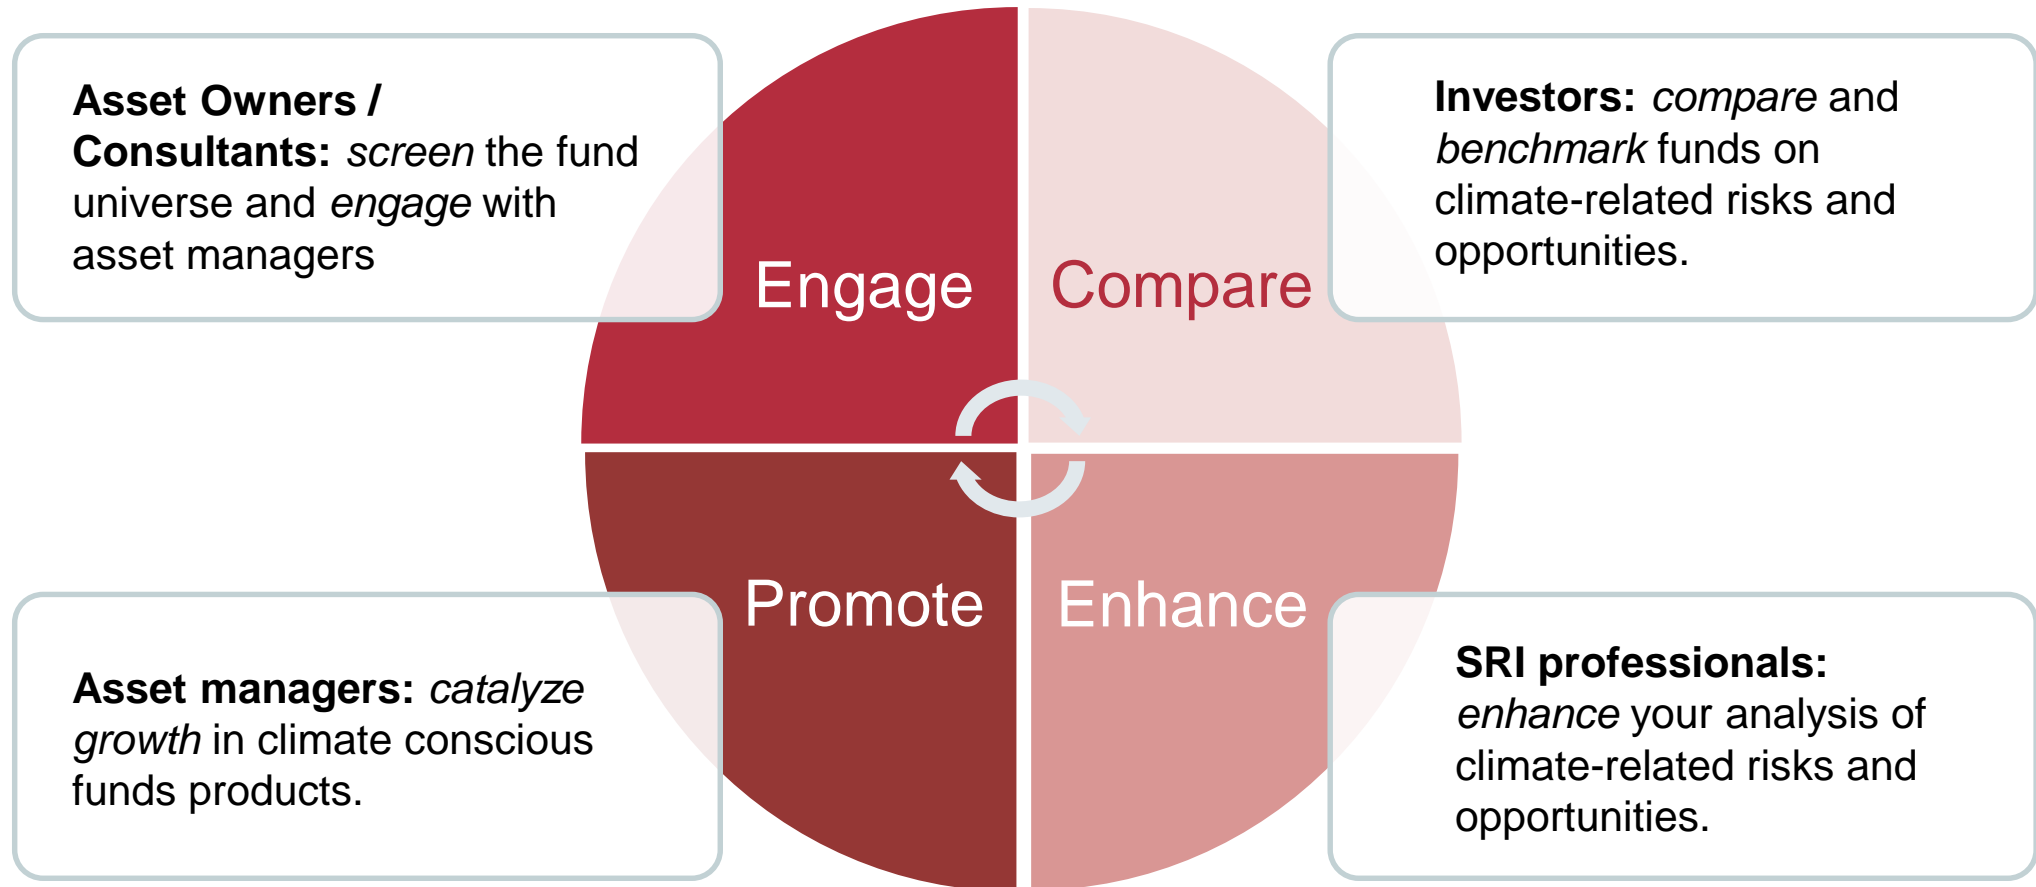 Asset Owners /
Consultants: screen the fund
universe and engage with
asset managers
Engage
Compare
Investors: compare and
benchmark funds on
climate-related risks and
opportunities.
Promote
Enhance
Asset managers: catalyze
growth in climate conscious
funds products.
SRI professionals:
enhance your analysis of
climate-related risks and
opportunities.